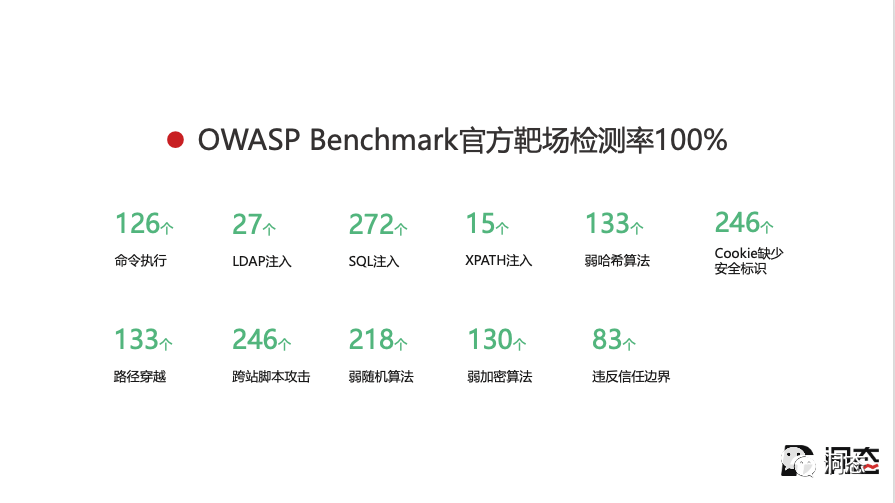 OWASP Benchmark官方靶场检测率100%
126个
27个
272个
15个
133个
246个
命令执行
LDAP注入
SQL注入
XPATH注入
弱哈希算法
Cookie缺少
安全标识
133个
246个
218个
130个
83个
路径穿越
跨站脚本攻击
弱随机算法
弱加密算法
违反信任边界
洞态
洞态